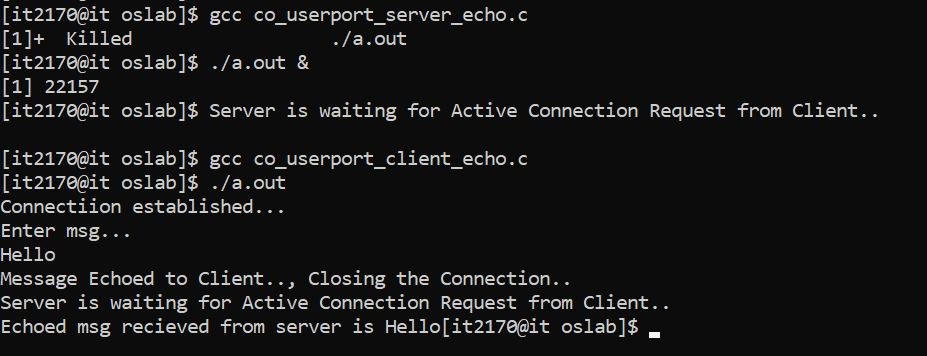 [it2170@it oslab]$ gcc co_userport_server_echo.c
[1]+  Killed                 ./a.out
[it2170@it oslab]$ ./a.out &
[1] 22157
[it2170@it oslab]$ Server is waiting for Active Connection Request from Client..
[it2170@it oslab]$ gcc co_userport_client_echo.c
[it2170@it oslab]$ ./a.out
Connectiion established...
Enter msg...
Hello
Message Echoed to Client.., Closing the Connection..
Server is waiting for Active Connection Request from Client..
Echoed msg recieved from server is Hello[it2170@it oslab]$